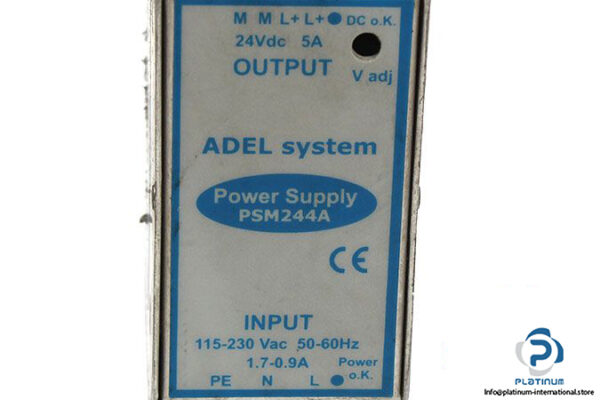 M M L+ L+ DC o.K.
24Vdc 5A
OUTPUT
V adj
ADEL system
Power Supply
PSM244A
CE
INPUT
115-230 Vac 50-60Hz
1.7-0.9A
Power
PE N L o.K.
PLATINUM
Info@platinum-international.store